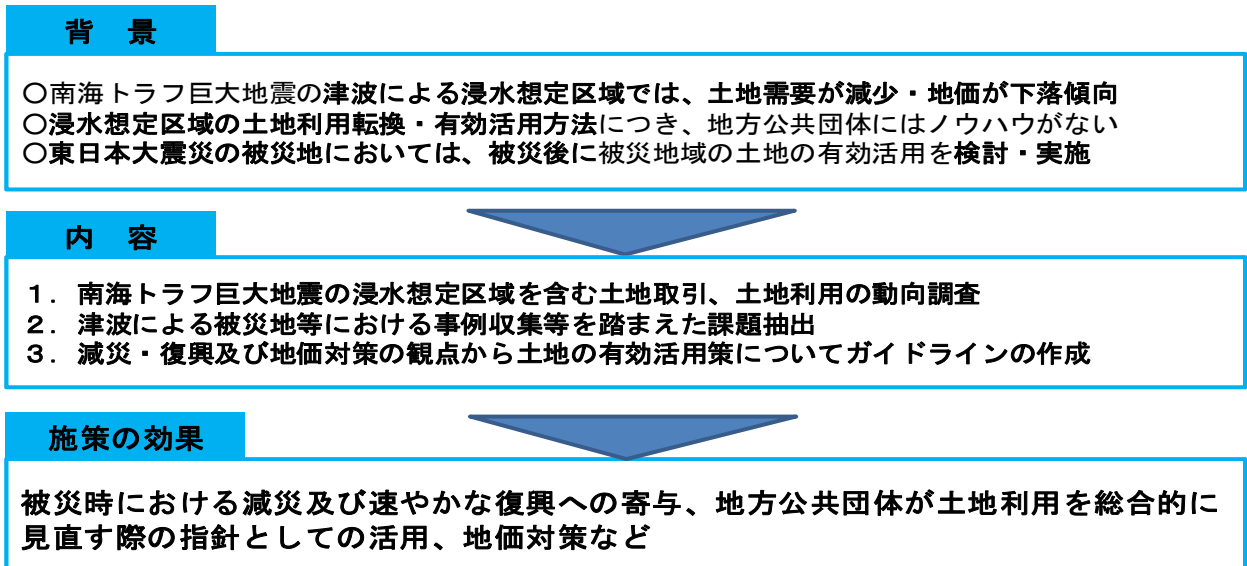 背　景
〇南海トラフ巨大地震の津波による浸水想定区域では、土地需要が減少・地価が下落傾向
〇浸水想定区域の土地利用転換・有効活用方法につき、地方公共団体にはノウハウがない
〇東日本大震災の被災地においては、被災後に被災地域の土地の有効活用を検討・実施
内　容
１．南海トラフ巨大地震の浸水想定区域を含む土地取引、土地利用の動向調査
２．津波による被災地等における事例収集等を踏まえた課題抽出
３．減災・復興及び地価対策の観点から土地の有効活用策についてガイドラインの作成
施策の効果
被災時における減災及び速やかな復興への寄与、地方公共団体が土地利用を総合的に
見直す際の指針としての活用、地価対策など